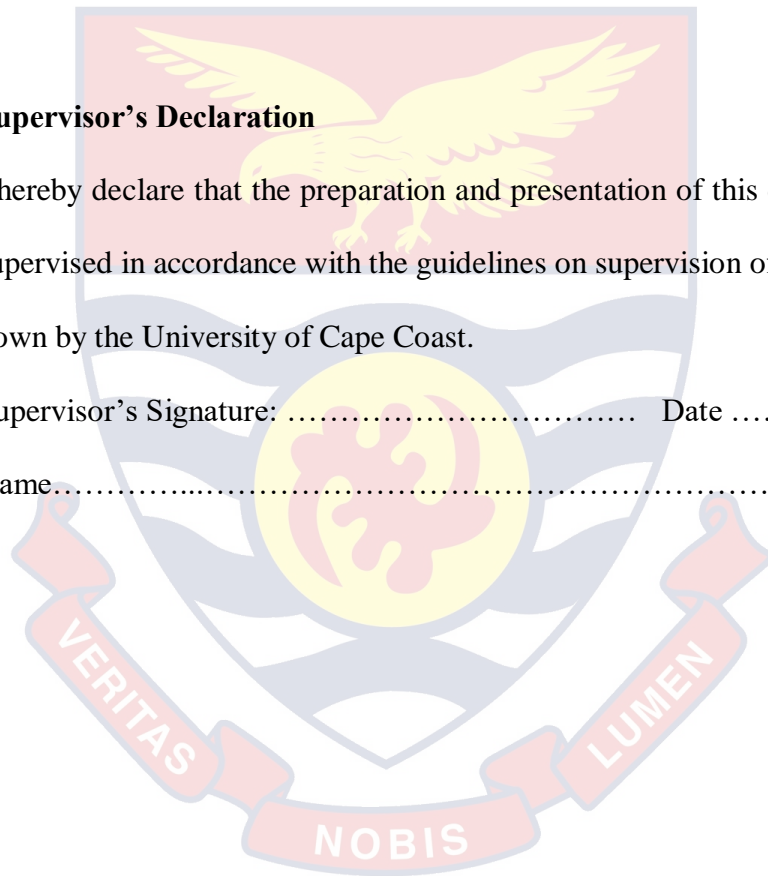 upervisor’s Declaration
hereby declare that the preparation and presentation of this
upervised in accordance with the guidelines on supervision o
own by the University of Cape Coast.
upervisor’s Signature: …………………………… Date ….
ame…………..………………………………………………
VERITAS
NOBIS
LUMEN